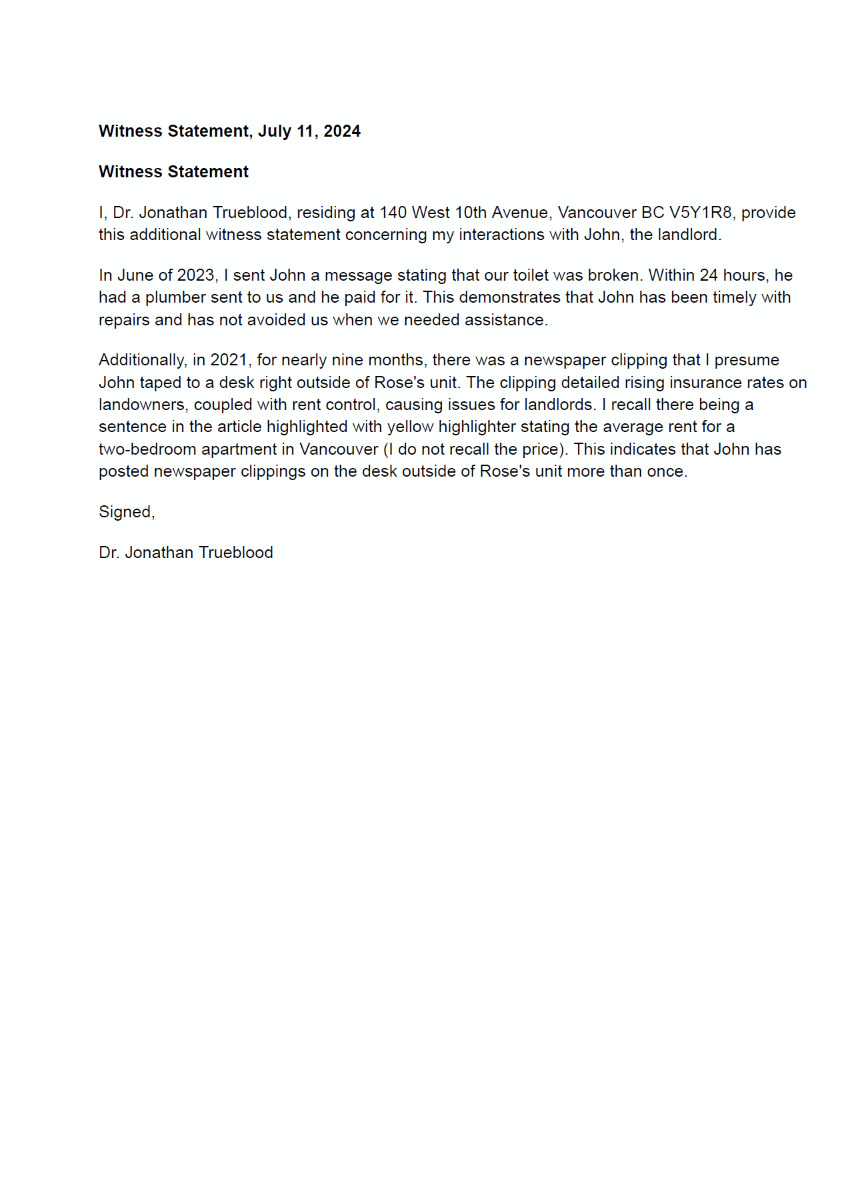 Witness Statement, July 11, 2024
Witness Statement
I, Dr. Jonathan Trueblood, residing at 140 West 10th Avenue, Vancouver BC V5Y1R8, provide
this additional witness statement concerning my interactions with John, the landlord.
In June of 2023, I sent John a message stating that our toilet was broken. Within 24 hours, he
had a plumber sent to us and he paid for it. This demonstrates that John has been timely with
repairs and has not avoided us when we needed assistance.
Additionally, in 2021, for nearly nine months, there was a newspaper clipping that I presume
John taped to a desk right outside of Rose's unit. The clipping detailed rising insurance rates on
landowners, coupled with rent control, causing issues for landlords. I recall there being a
sentence in the article highlighted with yellow highlighter stating the average rent for a
two-bedroom apartment in Vancouver (I do not recall the price). This indicates that John has
posted newspaper clippings on the desk outside of Rose's unit more than once.
Signed,
Dr. Jonathan Trueblood